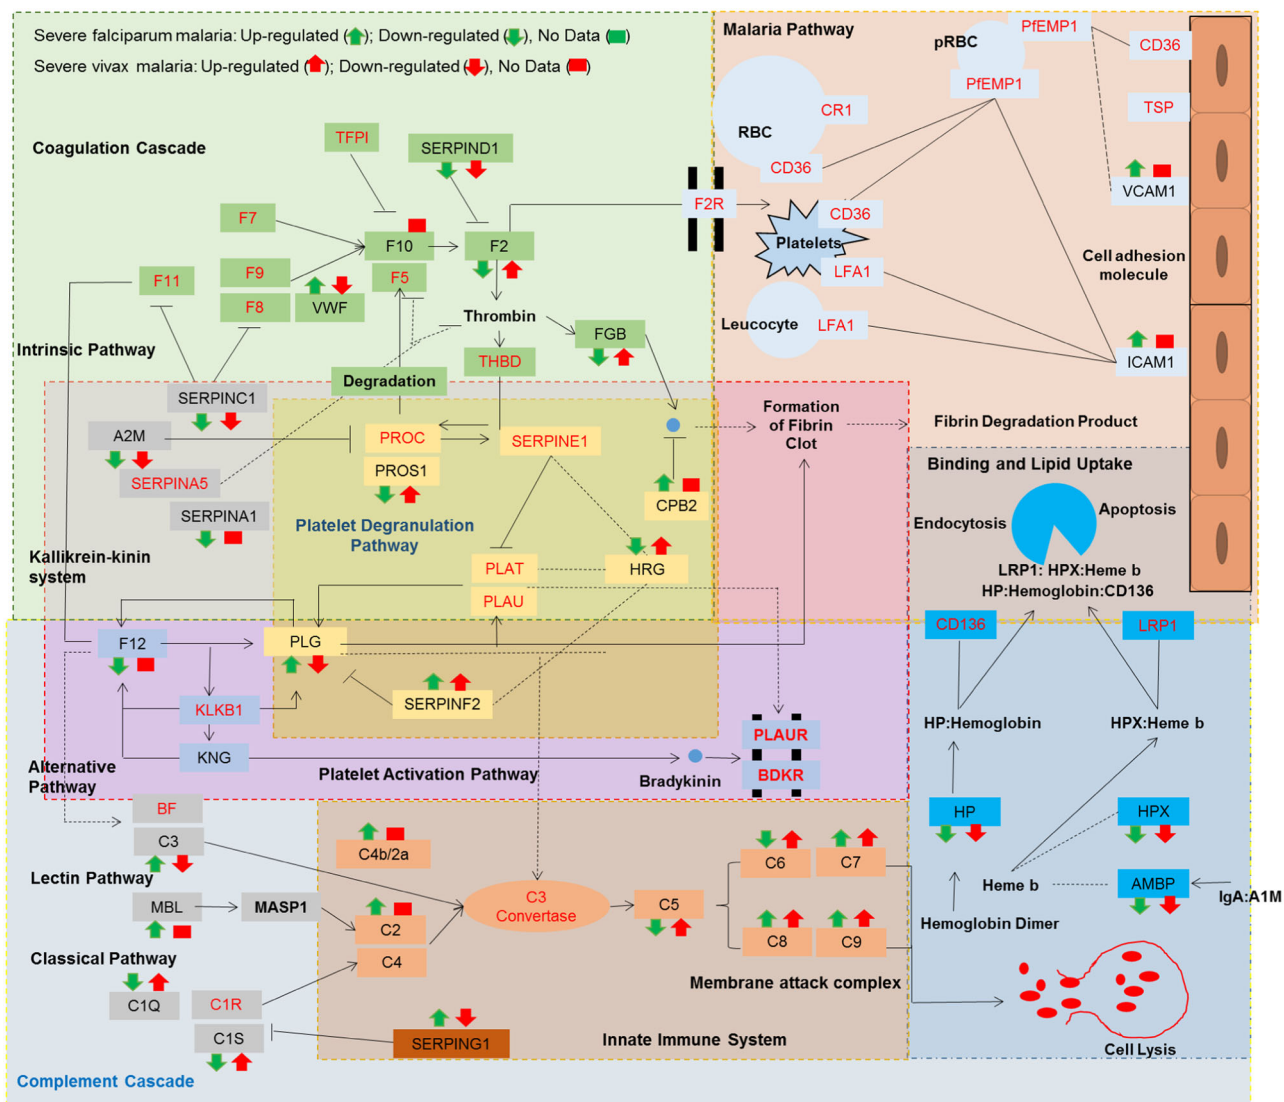 Severe falciparum malaria: Up-regulated (); Down-regulated (), No Data ()
Severe vivax malaria: Up-regulated (); Down-regulated (), No Data ()
Malaria Pathway
PfEMP1
pRBC
CD36
PfEMP1
TSP
CR1
RBC
CD36
VCAM1
Coagulation Cascade
TFPI
SERPIND1
F7
F10
F2
F2R
CD36
Platelets
LFA1
Cell adhesion
molecule
F11
F9
F5
F8
VWF
Thrombin
FGB
Leucocyte
LFA1
Intrinsic Pathway
THBD
ICAM1
Degradation
SERPINC1
Formation
of Fibrin
Clot
Fibrin Degradation Product
A2M
PROC
SERPINE1
PROS1
SERPINA5
CPB2
SERPINA1
Platelet Degranulation
Pathway
Binding and Lipid Uptake
Endocytosis
Apoptosis
Kallikrein-kinin
system
PLAT
HRG
PLAU
LRP1: HPX:Heme b
HP:Hemoglobin:CD136
F12
PLG
CD136
LRP1
SERPINF2
KLKB1
HP:Hemoglobin
HPX:Heme b
PLAUR
KNG
BDKR
Alternative
Pathway
Platelet Activation Pathway
Bradykinin
BF
C3
HP
HPX
C4b/2a
C6
C7
Lectin Pathway
MBL
MASP1
C3
Convertase
C5
Heme b
AMBP
IgA:A1M
C2
C8
C9
Hemoglobin Dimer
Classical Pathway
C4
Membrane attack complex
C1Q
C1R
C1S
SERPING1
Innate Immune System
Cell Lysis
Complement Cascade